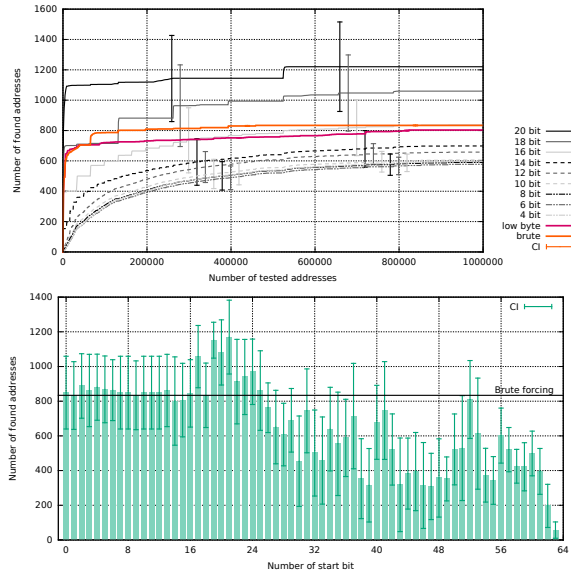 1600
1400
1200
1000
800
600
400
200
0
Number of found addresses
0 200000 400000 600000 800000 1000000
Number of tested addresses
20 bit
18 bit
16 bit
14 bit
12 bit
10 bit
8 bit
6 bit
4 bit
low byte
brute
CI
1400
1200
1000
800
600
400
200
0
Number of found addresses
CI
Brute forcing
0 8 16 24 32 40 48 56 64
Number of start bit